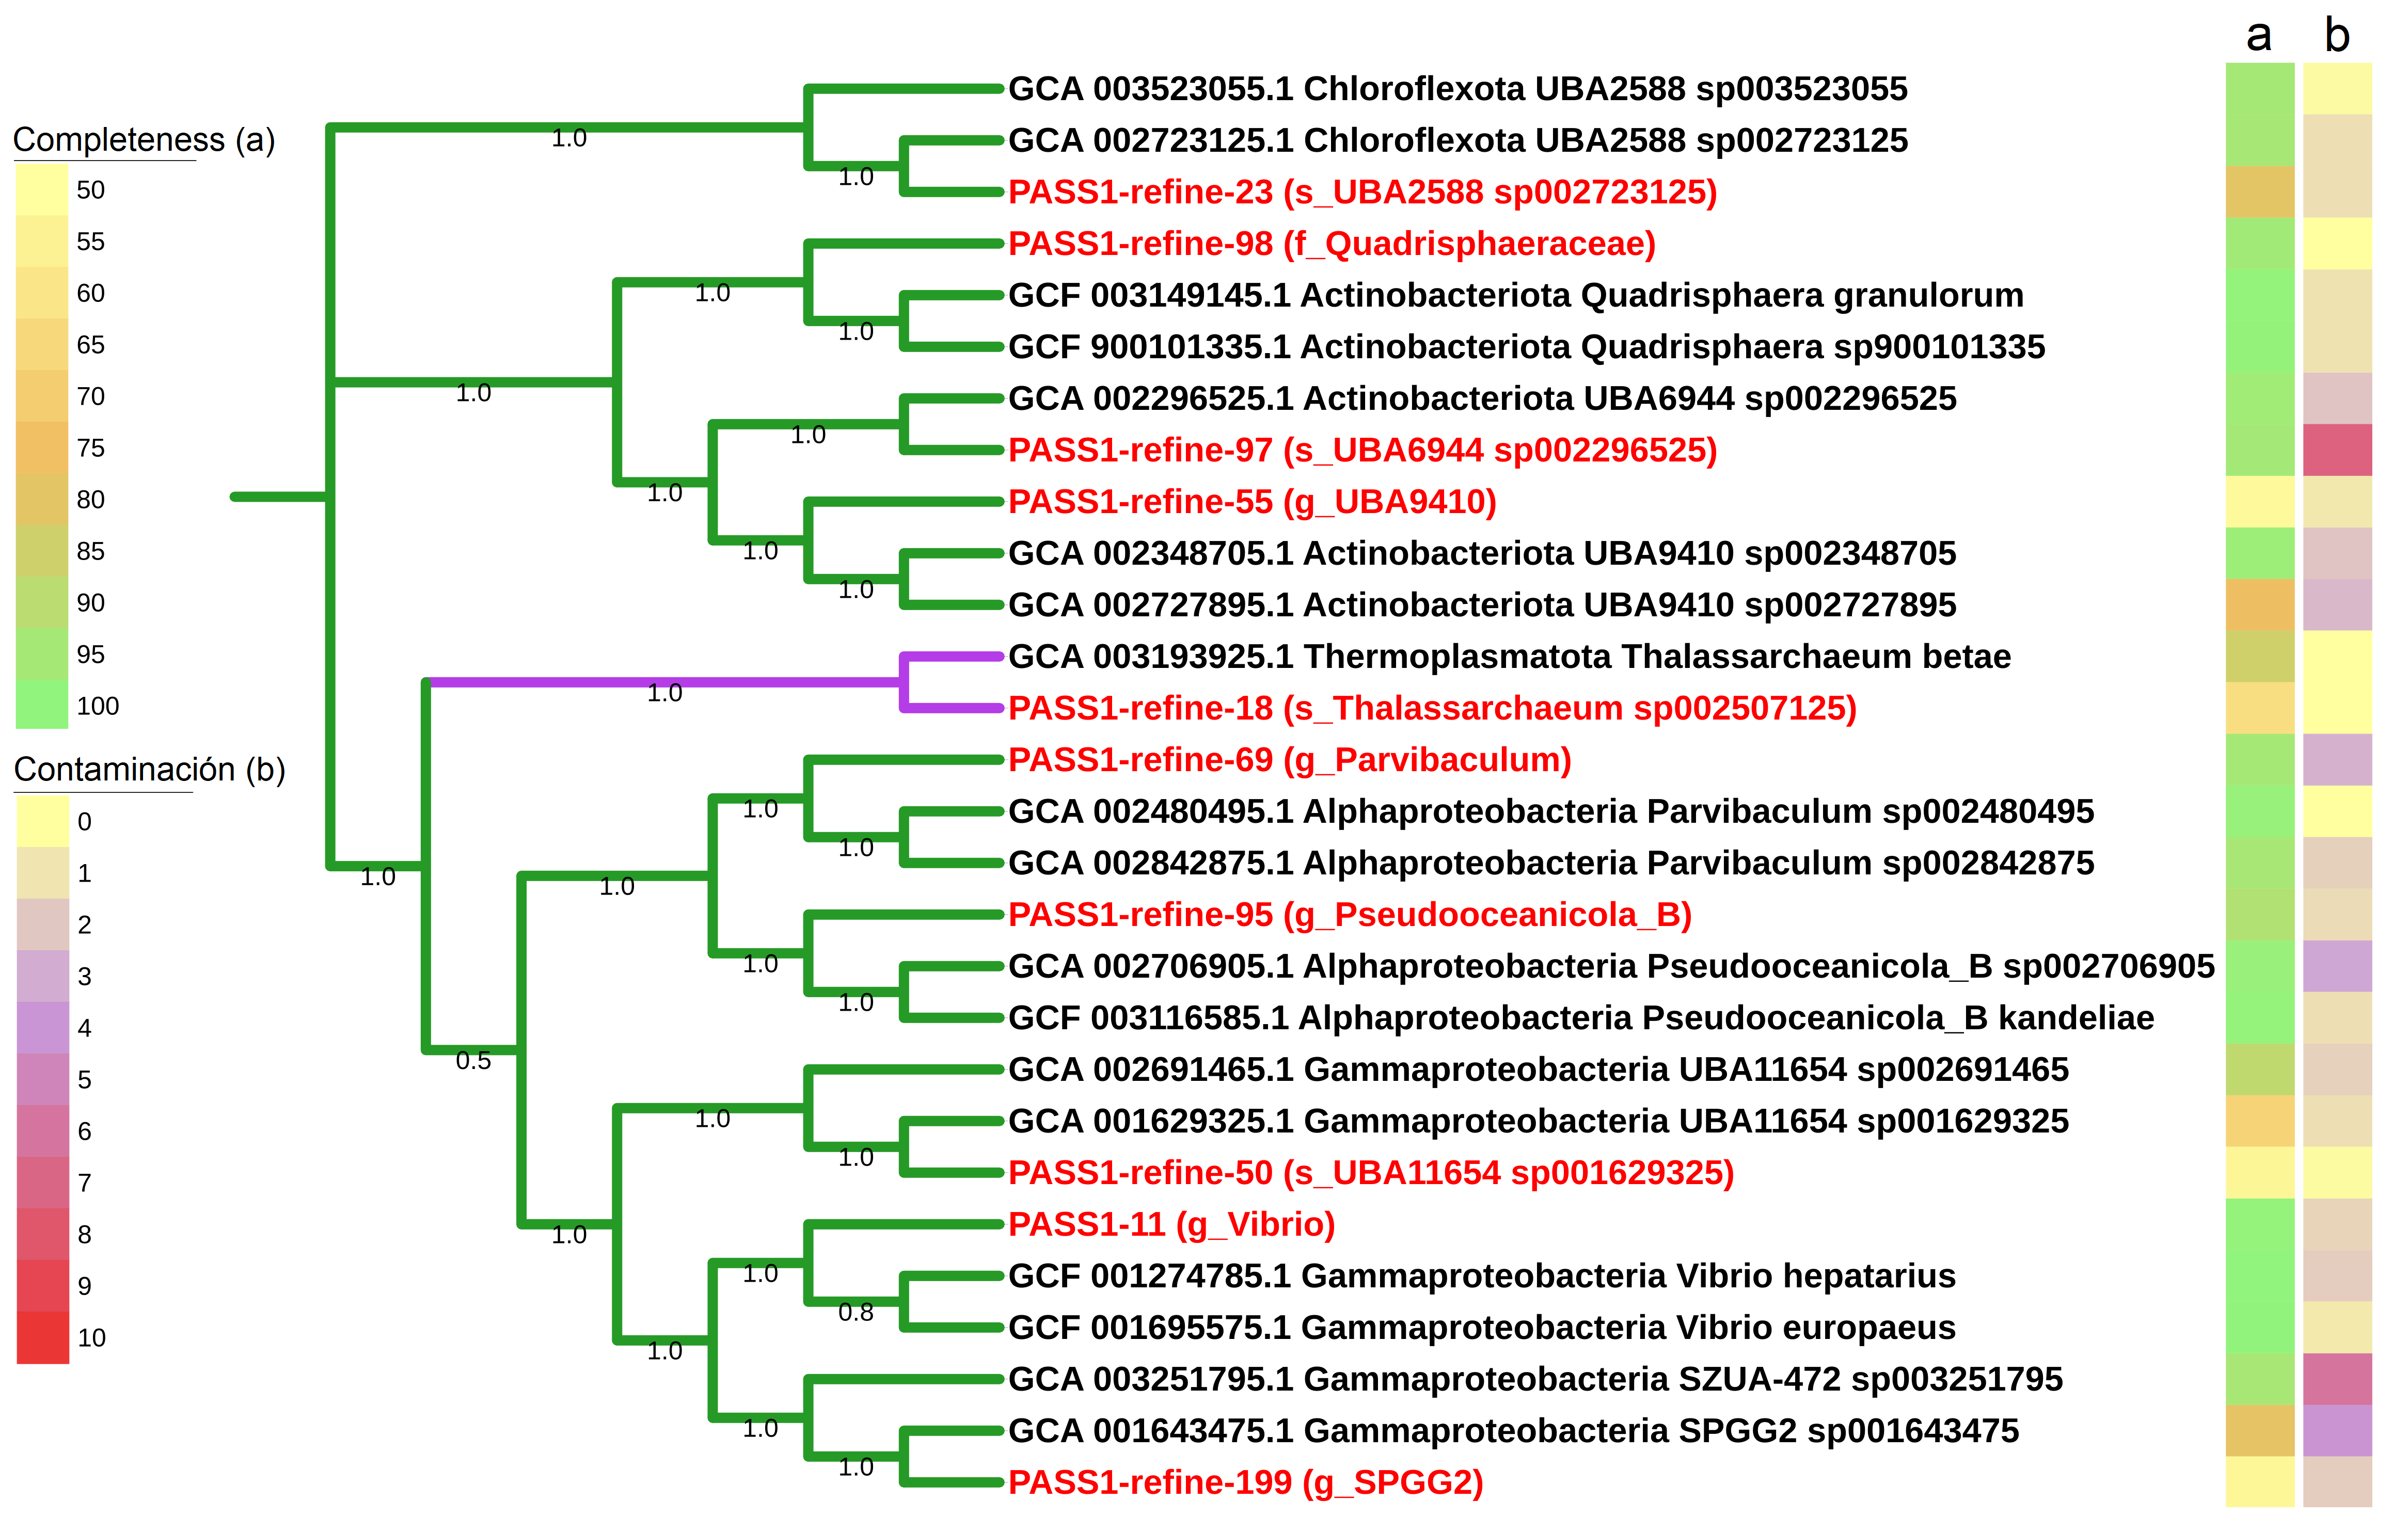 a b
Completeness (a)
50
55
60
65
70
75
80
85
90
95
100
Contaminación (b)
0
1
2
3
4
5
6
7
8
9
10
GCA 003523055.1 Chloroflexota UBA2588 sp003523055
1.0
GCA 002723125.1 Chloroflexota UBA2588 sp002723125
1.0
PASS1-refine-23 (s_UBA2588 sp002723125)
PASS1-refine-98 (f_Quadrisphaeraceae)
1.0
GCF 003149145.1 Actinobacteriota Quadrisphaera granulorum
1.0
GCF 900101335.1 Actinobacteriota Quadrisphaera sp900101335
1.0
GCA 002296525.1 Actinobacteriota UBA6944 sp002296525
1.0
PASS1-refine-97 (s_UBA6944 sp002296525)
1.0
PASS1-refine-55 (g_UBA9410)
1.0
GCA 002348705.1 Actinobacteriota UBA9410 sp002348705
1.0
GCA 002727895.1 Actinobacteriota UBA9410 sp002727895
GCA 003193925.1 Thermoplasmatota Thalassarchaeum betae
1.0
PASS1-refine-18 (s_Thalassarchaeum sp002507125)
PASS1-refine-69 (g_Parvibaculum)
1.0
GCA 002480495.1 Alphaproteobacteria Parvibaculum sp002480495
1.0
GCA 002842875.1 Alphaproteobacteria Parvibaculum sp002842875
1.0
1.0
PASS1-refine-95 (g_Pseudooceanicola_B)
1.0
GCA 002706905.1 Alphaproteobacteria Pseudooceanicola_B sp002706905
1.0
GCF 003116585.1 Alphaproteobacteria Pseudooceanicola_B kandeliae
0.5
GCA 002691465.1 Gammaproteobacteria UBA11654 sp002691465
1.0
GCA 001629325.1 Gammaproteobacteria UBA11654 sp001629325
1.0
PASS1-refine-50 (s_UBA11654 sp001629325)
1.0
PASS1-11 (g_Vibrio)
1.0
GCF 001274785.1 Gammaproteobacteria Vibrio hepatarius
0.8
GCF 001695575.1 Gammaproteobacteria Vibrio europaeus
1.0
GCA 003251795.1 Gammaproteobacteria SZUA-472 sp003251795
1.0
GCA 001643475.1 Gammaproteobacteria SPGG2 sp001643475
1.0
PASS1-refine-199 (g_SPGG2)